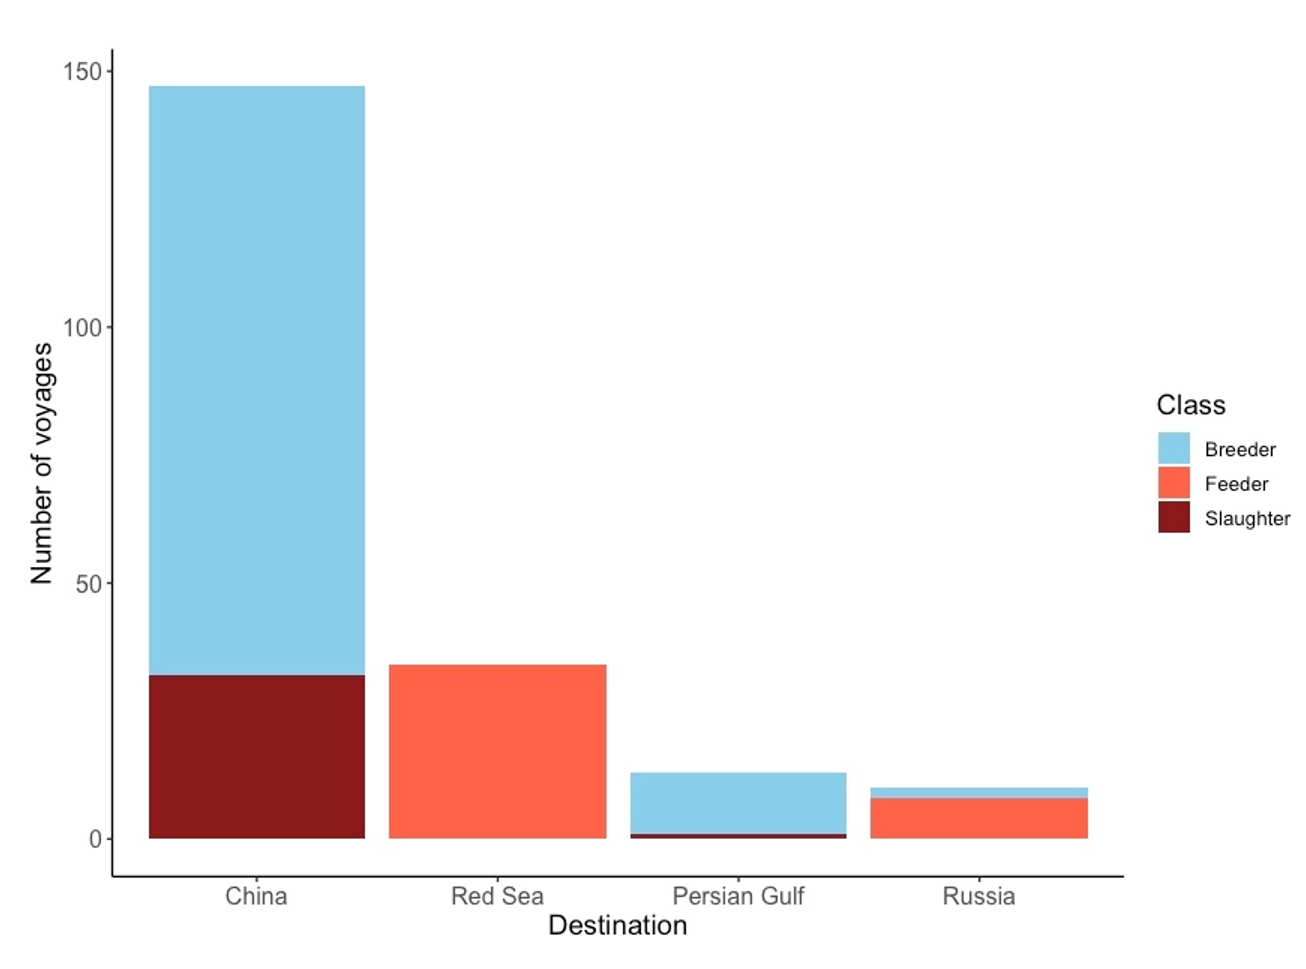 150
100
50
0
Number of voyages
China
Red Sea
Persian Gulf
Russia
Destination
Class
Breeder
Feeder
Slaughter